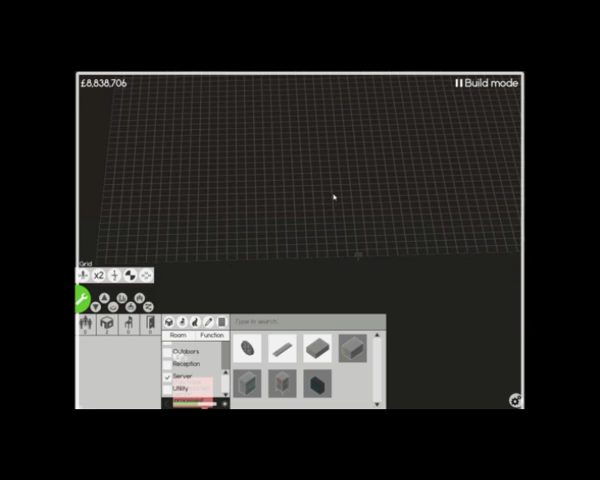 £8,838,706
Build mode
Grid
x2
Type to search...
Room Function
Outdoors
Reception
Server
Utility